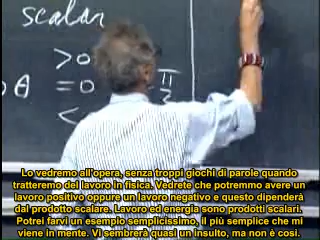 scalar
>0
θ =0 π/2
<
Lo vedremo all'opera, senza troppi giochi di parole quando
tratteremo del lavoro in fisica. Vedrete che potremmo avere un
lavoro positivo oppure un lavoro negativo e questo dipenderà
dal prodotto scalare. Lavoro ed energia sono prodotti scalari.
Potrei farvi un esempio semplicissimo, il più semplice che mi
viene in mente. Vi sembrerà quasi un insulto, ma non è così.